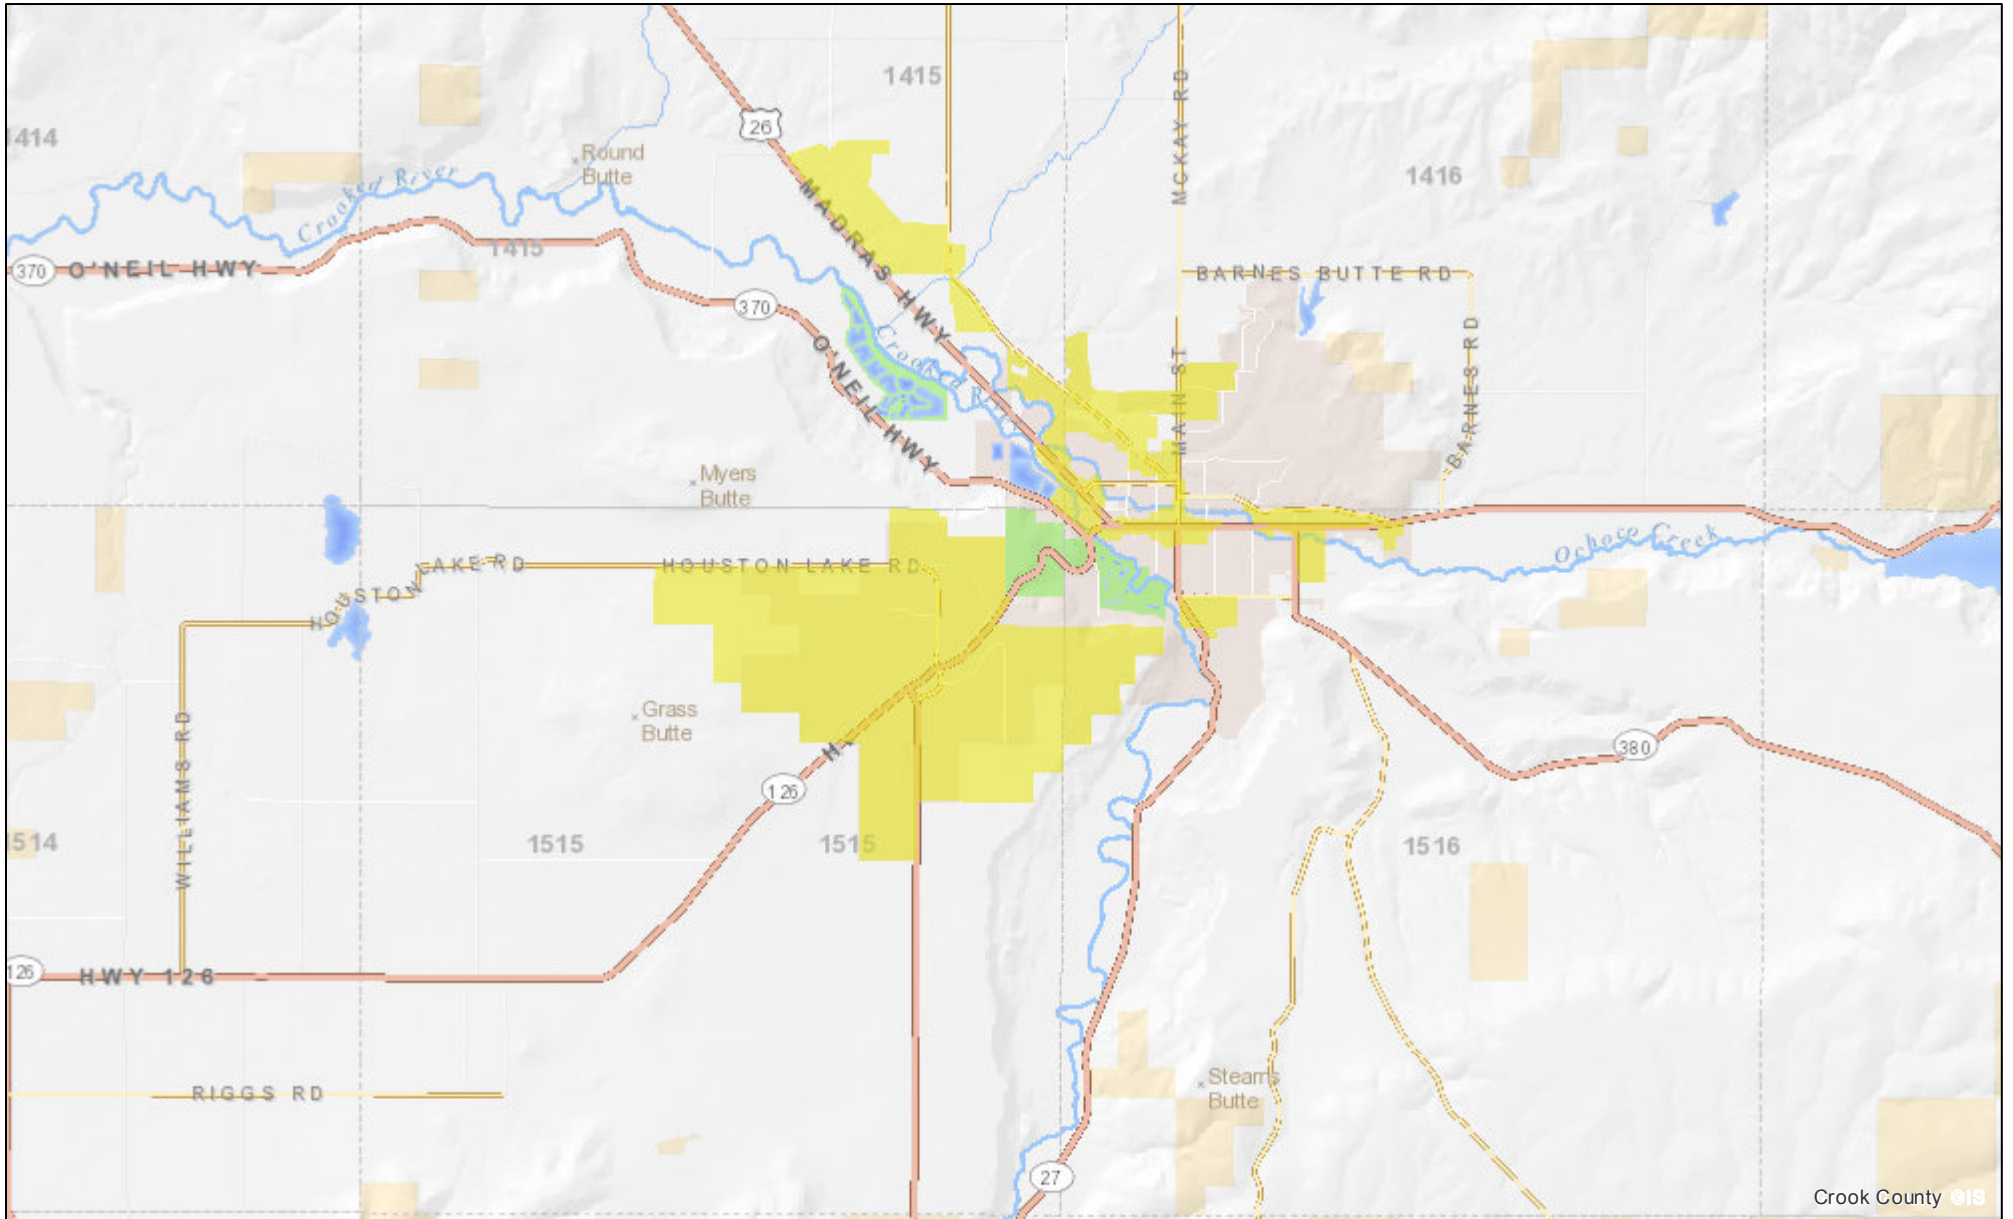 1415
26
MCKAY RD
1414
Round
Butte
1416
Crooked River
MADRAS HWY
1415
370
O'NEIL HWY
BARNES BUTTE RD
370
O'NEIL HWY
Crooked River
MAIN ST
BARNES RD
Myers
Butte
HOUSTON LAKE RD
HOUSTON LAKE RD
Ochoco Creek
Grass
Butte
WILLIAMS RD
126
380
1514
1515
1515
1516
126
HWY 126
RIGGS RD
Stearns
Butte
27
Crook County GIS